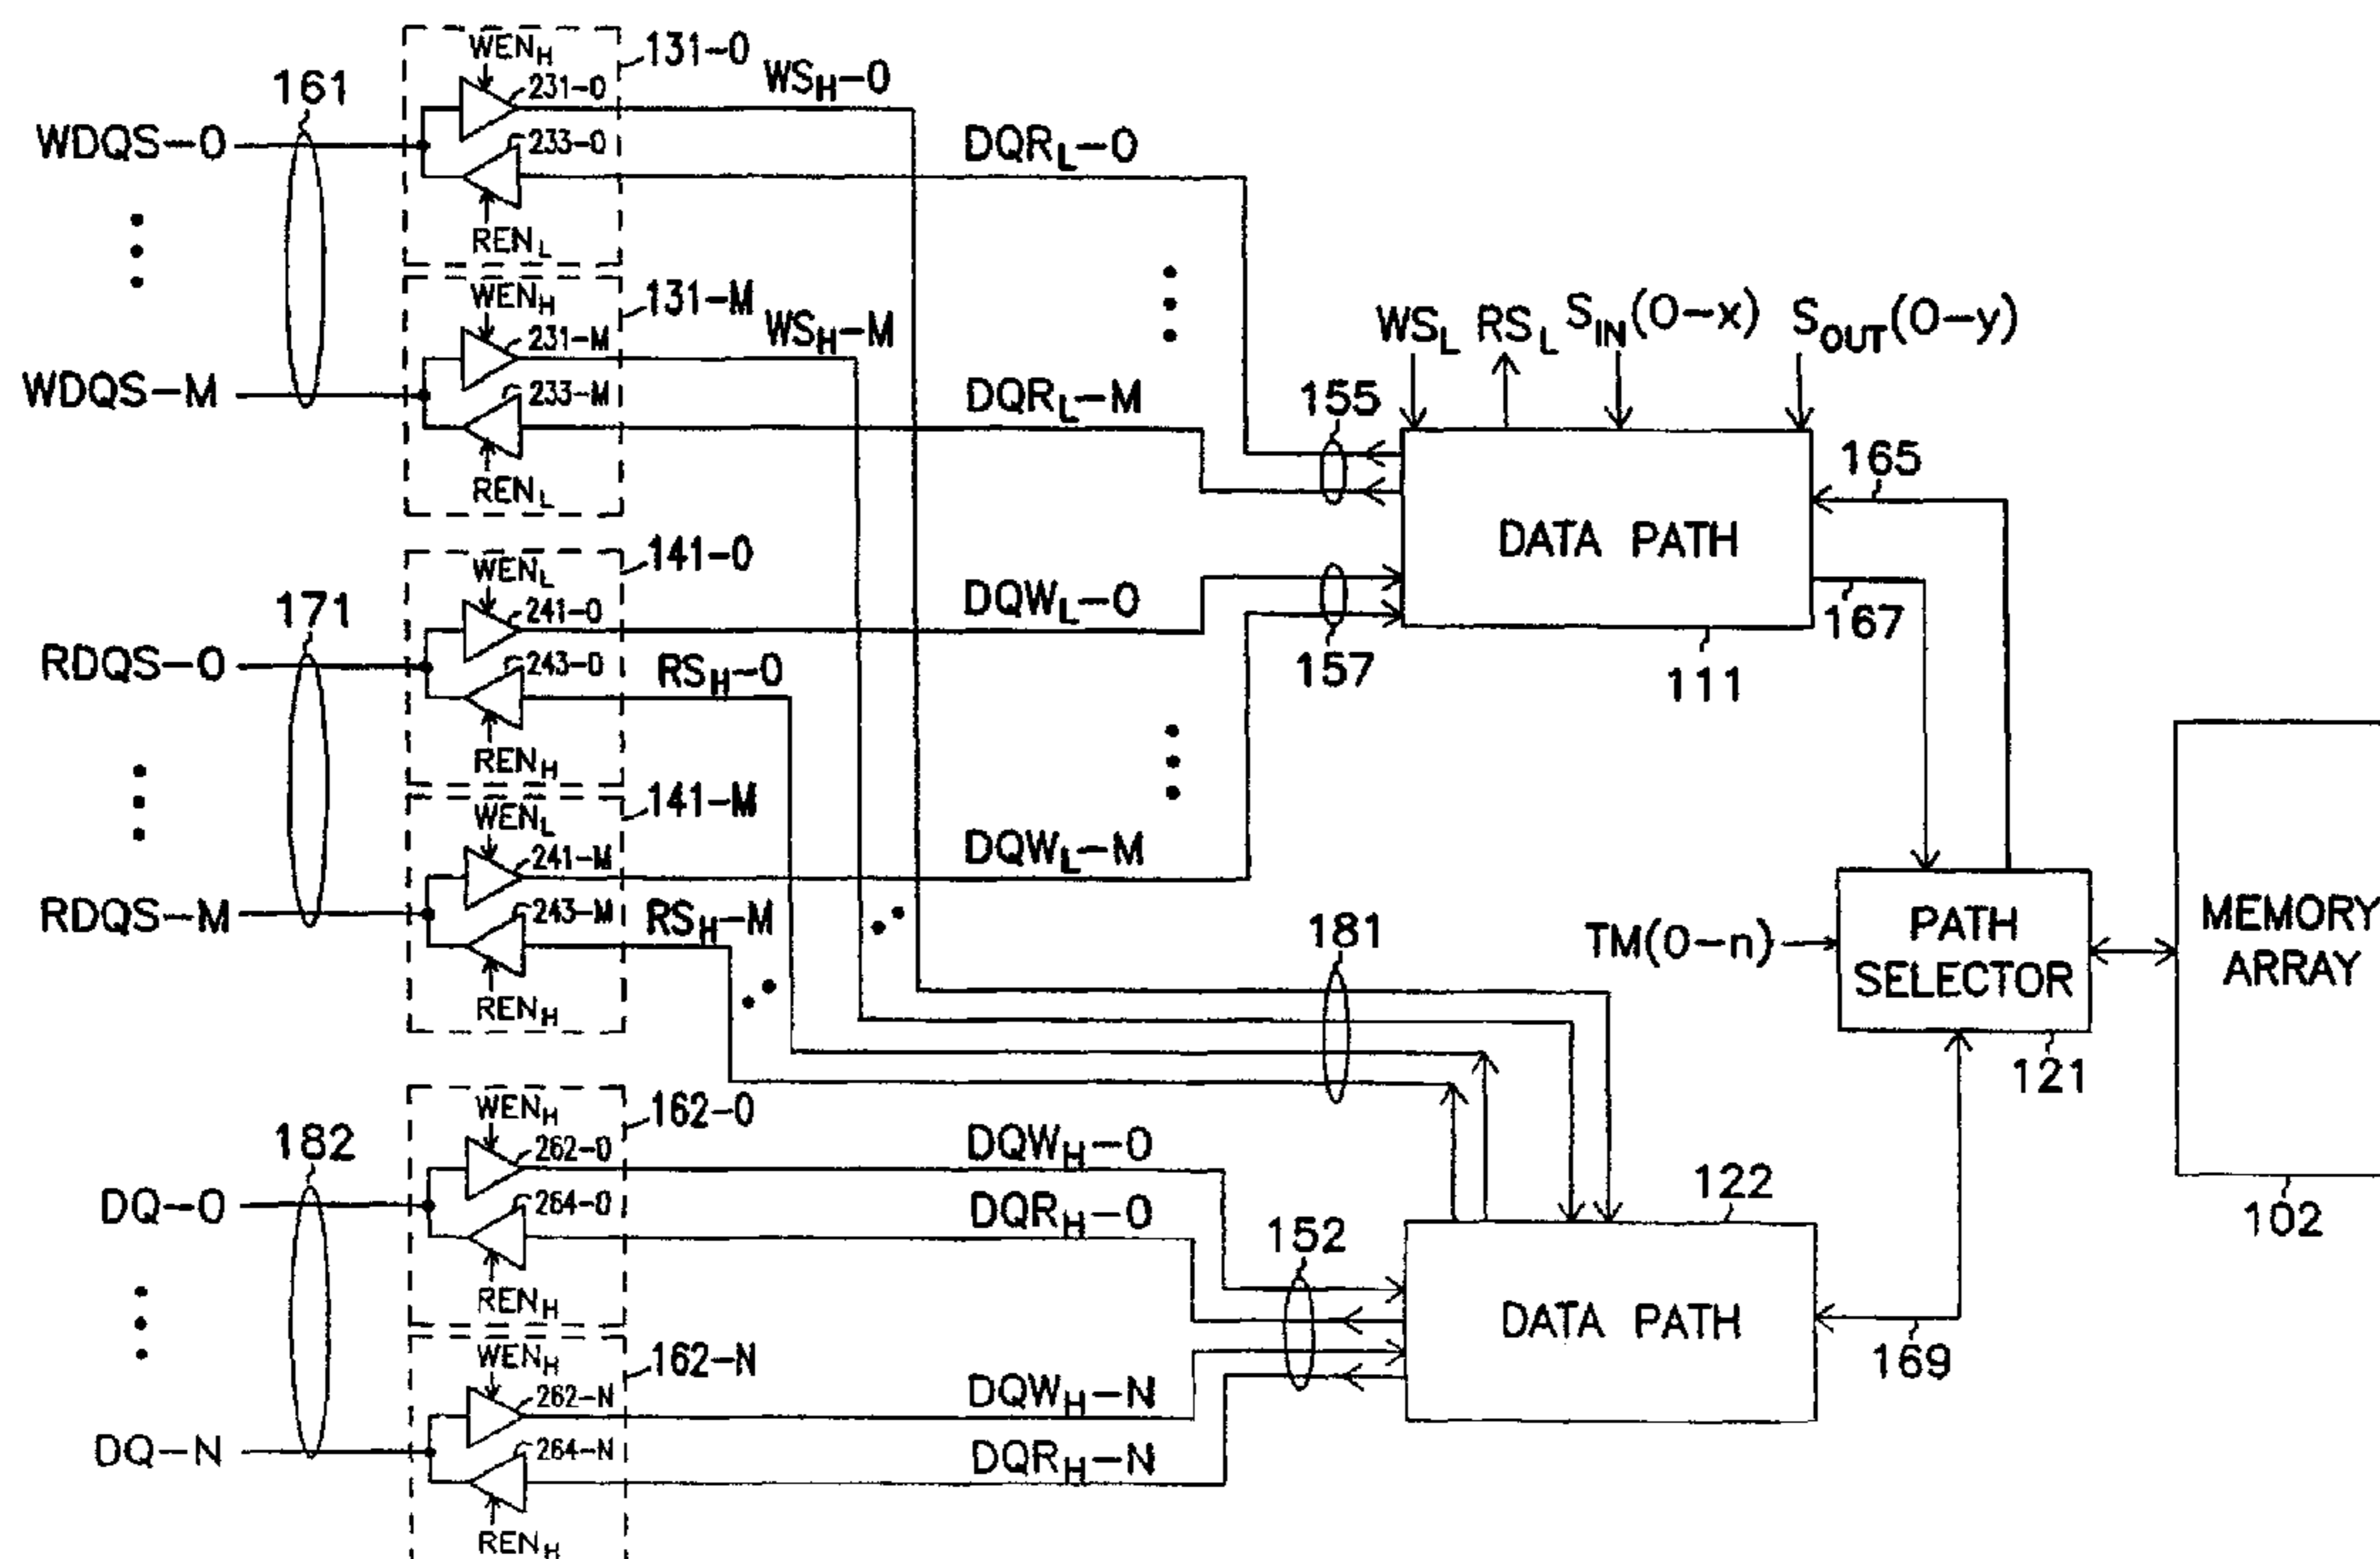 WEN_H
131-0
WS_H-0
161
231-0
WDQS-0
233-0
DQR_L-0
REN_L
WEN_H
131-M
WS_H-M
231-M
WDQS-M
233-M
DQR_L-M
REN_L
WS_L
RS_L
S_IN(0-x)
S_OUT(0-y)
155
165
DATA PATH
167
157
111
141-0
WEN_L
171
241-0
DQW_L-0
RDQS-0
243-0
RS_H-0
REN_H
141-M
WEN_L
241-M
DQW_L-M
RDQS-M
243-M
RS_H-M
REN_H
181
TM(0-n)
PATH
SELECTOR
121
MEMORY
ARRAY
102
WEN_H
162-0
182
262-0
DQW_H-0
DQ-0
264-0
DQR_H-0
REN_H
152
122
DATA PATH
169
WEN_H
162-N
262-N
DQW_H-N
DQ-N
264-N
DQR_H-N
REN_H